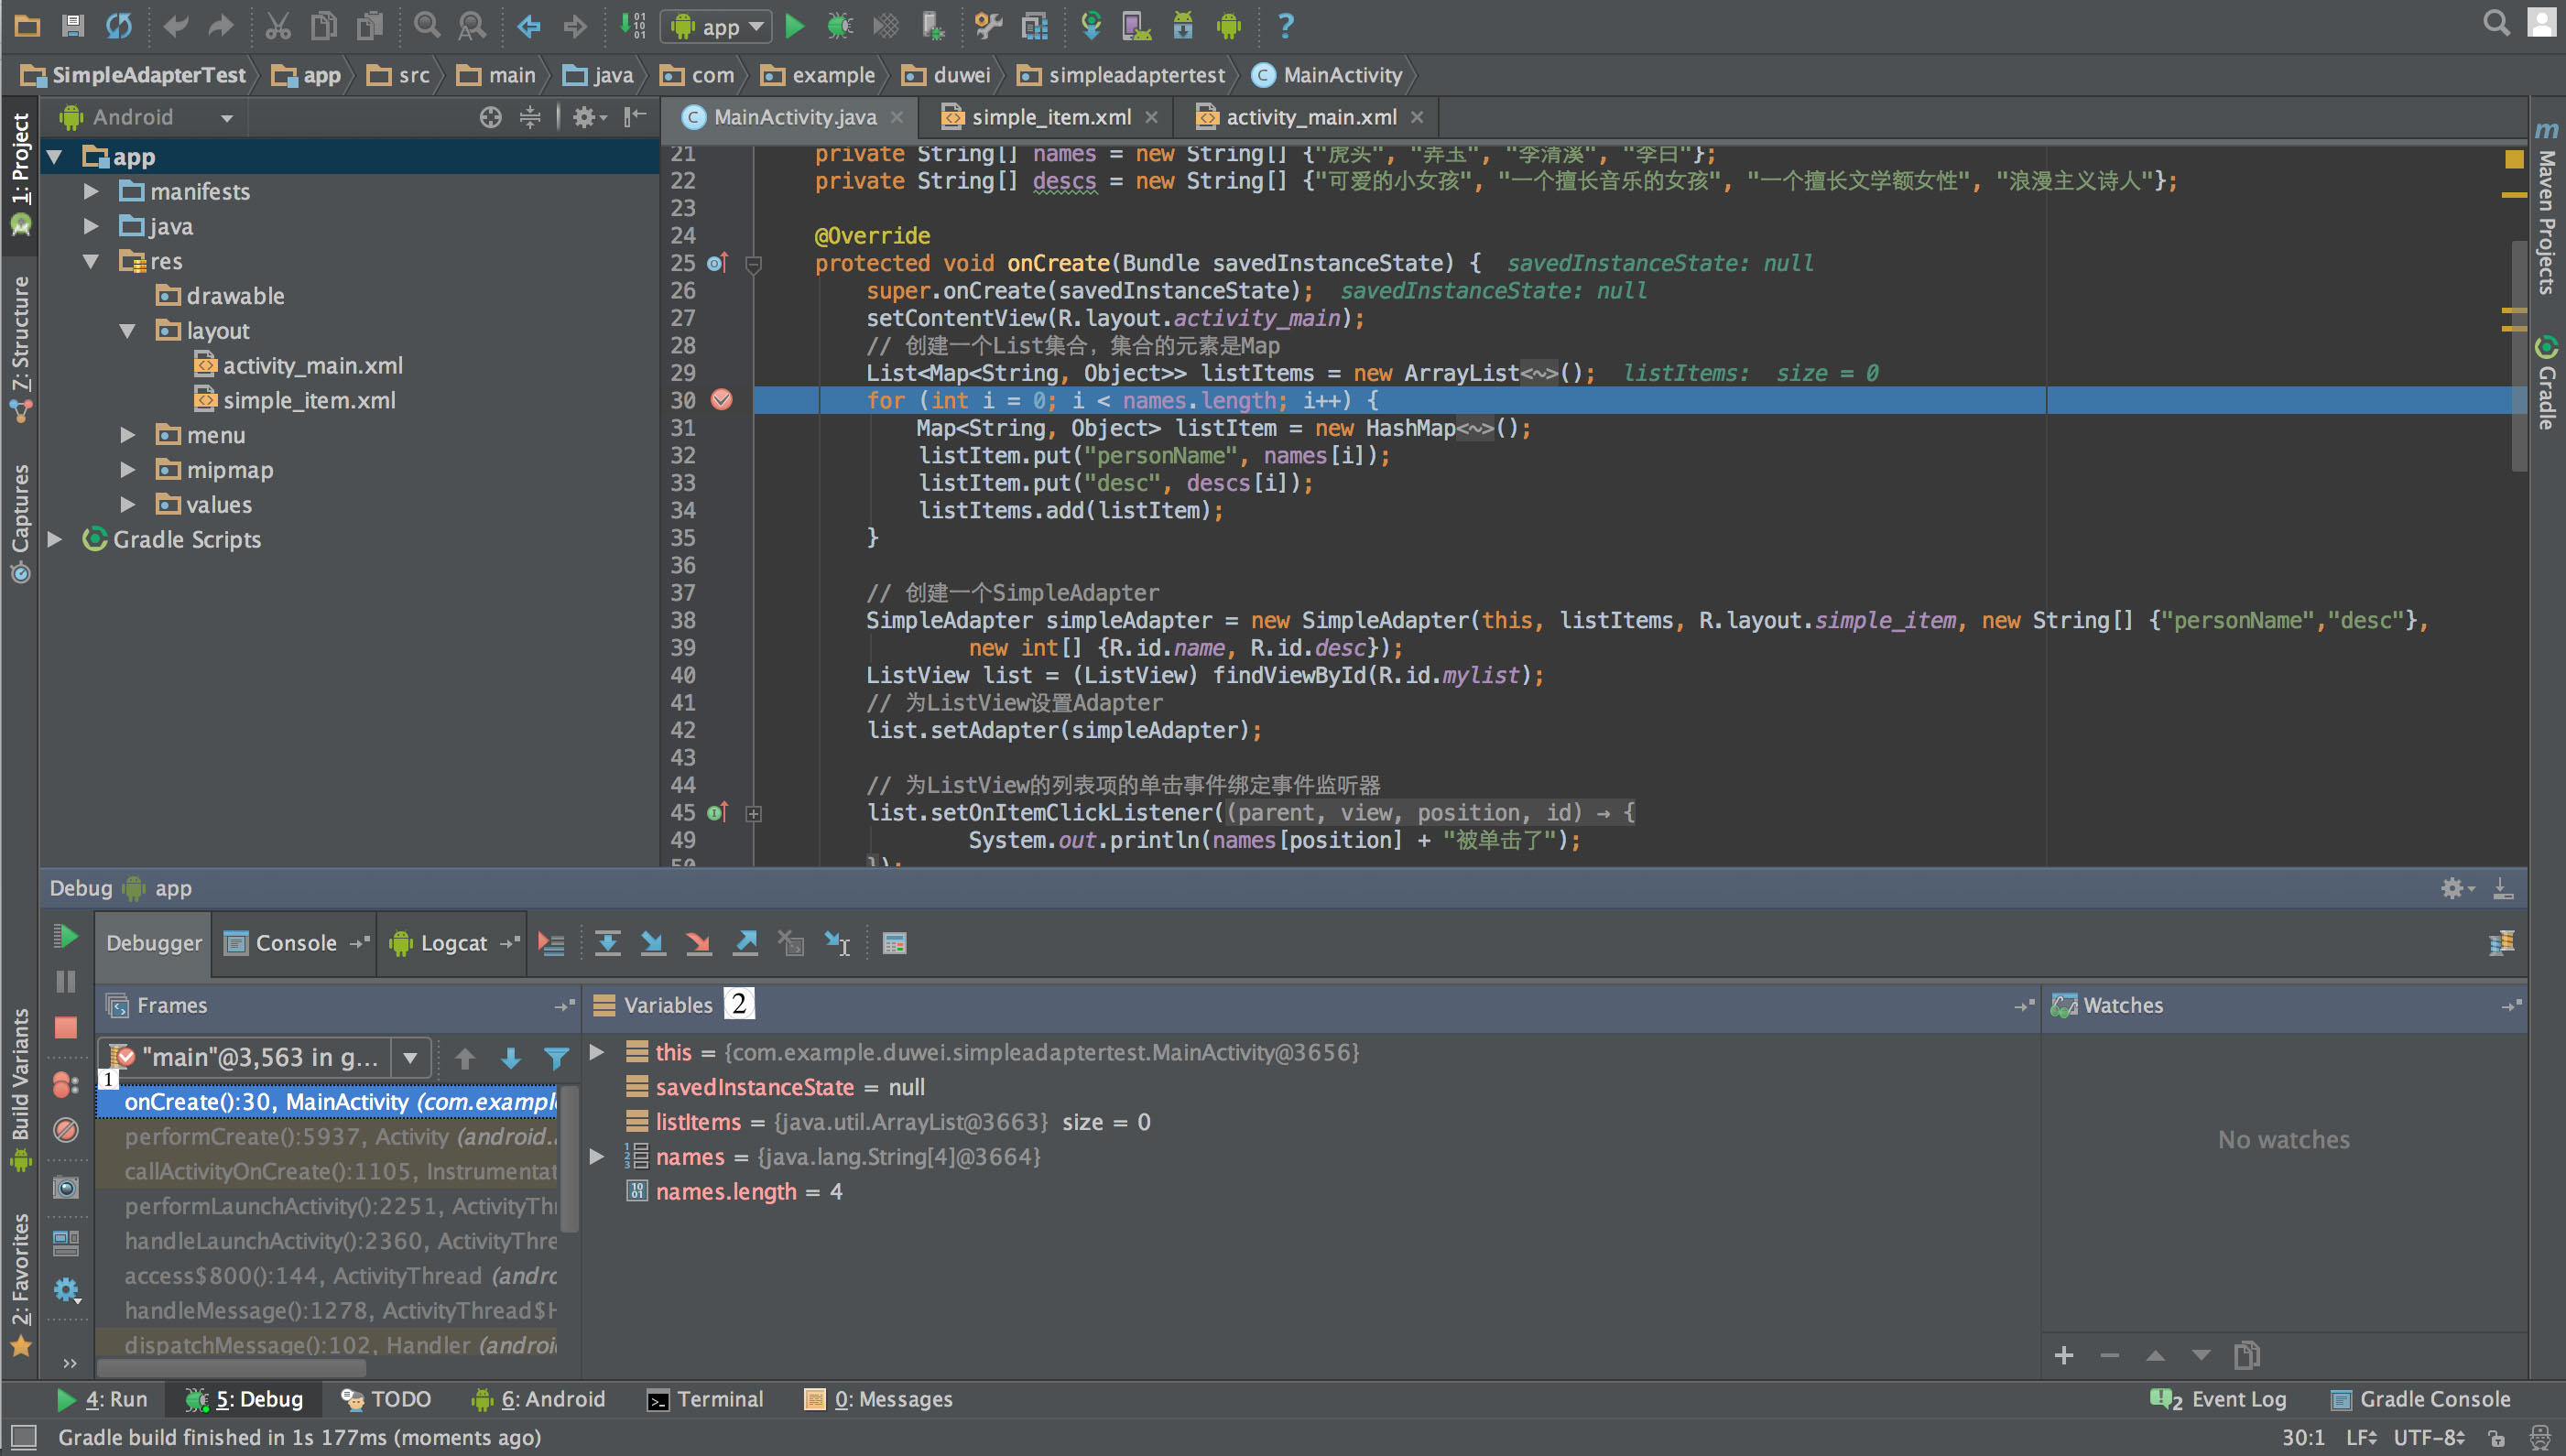 app
SimpleAdapterTest app src main java com example duwei simpleadaptertest MainActivity
1: Project
7: Structure
Captures
Build Variants
2: Favorites
Android
app
manifests
java
res
drawable
layout
activity_main.xml
simple_item.xml
menu
mipmap
values
Gradle Scripts
MainActivity.java simple_item.xml activity_main.xml
21 private String[] names = new String[] {"虎头", "弄玉", "李清溪", "李白"};
22 private String[] descs = new String[] {"可爱的小女孩", "一个擅长音乐的女孩", "一个擅长文学额女性", "浪漫主义诗人"};
23
24 @Override
25 protected void onCreate(Bundle savedInstanceState) { savedInstanceState: null
26 super.onCreate(savedInstanceState); savedInstanceState: null
27 setContentView(R.layout.activity_main);
28 // 创建一个List集合，集合的元素是Map
29 List<Map<String, Object>> listItems = new ArrayList<~>(); listItems: size = 0
30 for (int i = 0; i < names.length; i++) {
31 Map<String, Object> listItem = new HashMap<~>();
32 listItem.put("personName", names[i]);
33 listItem.put("desc", descs[i]);
34 listItems.add(listItem);
35 }
36
37 // 创建一个SimpleAdapter
38 SimpleAdapter simpleAdapter = new SimpleAdapter(this, listItems, R.layout.simple_item, new String[] {"personName","desc"},
39 new int[] {R.id.name, R.id.desc});
40 ListView list = (ListView) findViewById(R.id.mylist);
41 // 为ListView设置Adapter
42 list.setAdapter(simpleAdapter);
43
44 // 为ListView的列表项的单击事件绑定事件监听器
45 list.setOnItemClickListener((parent, view, position, id) → {
49 System.out.println(names[position] + "被单击了");
50 });
Maven Projects
Gradle
Debug app
Debugger Console Logcat
Frames
"main"@3,563 in g...
1
onCreate():30, MainActivity (com.exampl
performCreate():5937, Activity (android.
callActivityOnCreate():1105, Instrumentat
performLaunchActivity():2251, ActivityTh
handleLaunchActivity():2360, ActivityThre
access$800():144, ActivityThread (andro
handleMessage():1278, ActivityThread$H
dispatchMessage():102, Handler (androi
Variables 2
this = {com.example.duwei.simpleadaptertest.MainActivity@3656}
savedInstanceState = null
listItems = {java.util.ArrayList@3663} size = 0
names = {java.lang.String[4]@3664}
names.length = 4
Watches
No watches
4: Run 5: Debug TODO 6: Android Terminal 0: Messages 2 Event Log Gradle Console
Gradle build finished in 1s 177ms (moments ago) 30:1 LF UTF-8